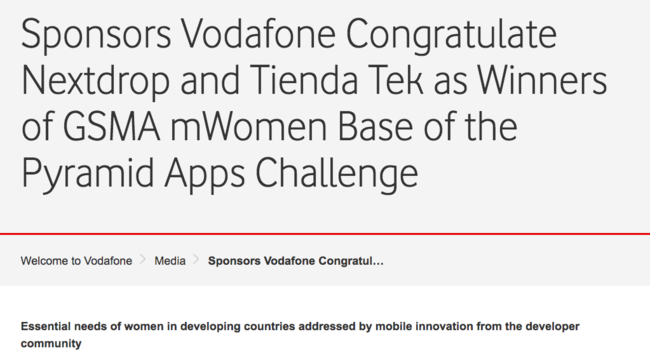 Sponsors Vodafone Congratulate
Nextdrop and Tienda Tek as Winners
of GSMA mWomen Base of the
Pyramid Apps Challenge
Welcome to Vodafone > Media > Sponsors Vodafone Congratul...
Essential needs of women in developing countries addressed by mobile innovation from the developer
community